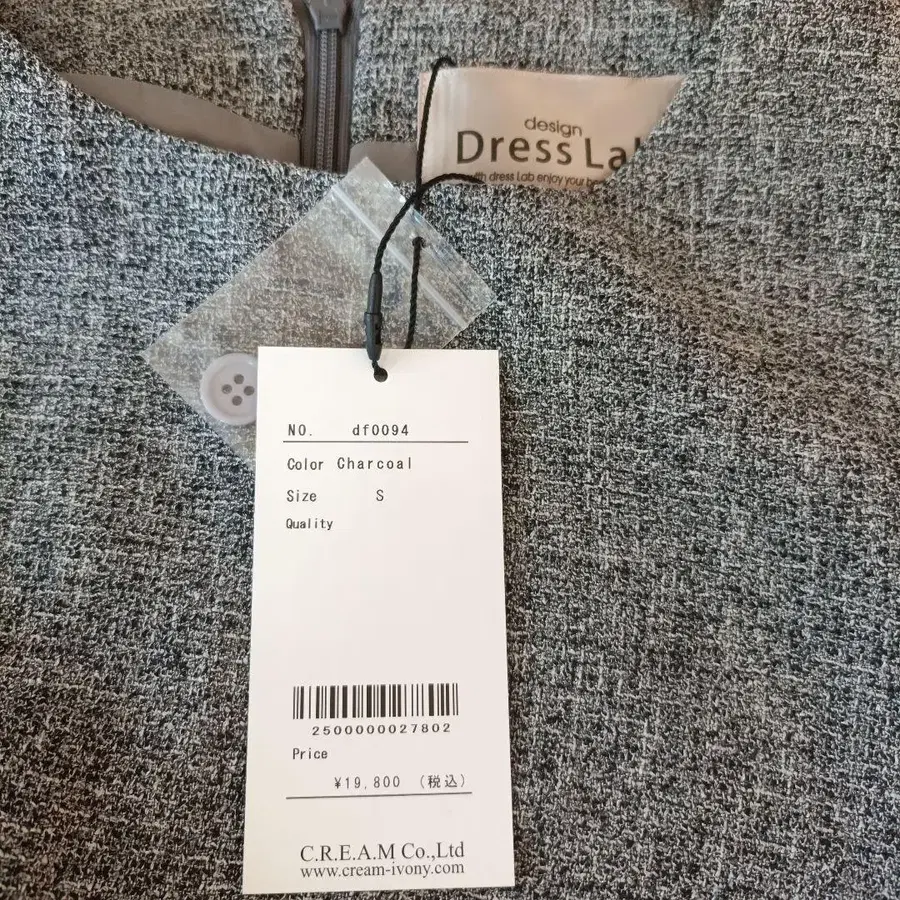 design
Dress La
th dress Lab enjoy your
NO. df0094
Color Charcoal
Size S
Quality
2500000027802
Price
¥19,800 (税込)
C.R.E.A.M Co.,Ltd
www.cream-ivony.com